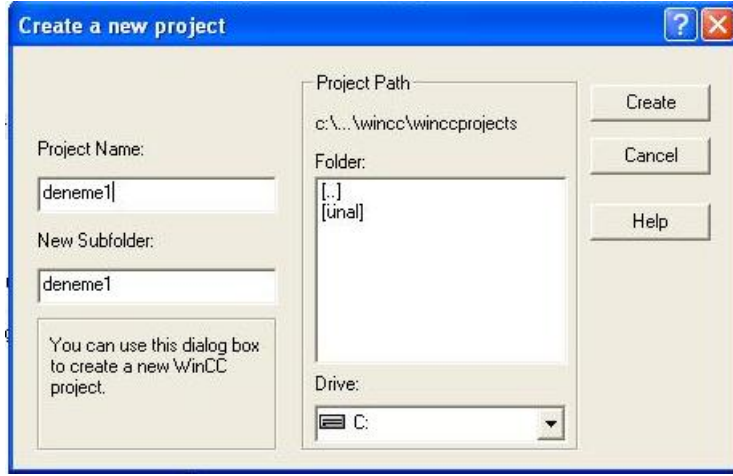 Create a new project
Project Name:
deneme1
New Subfolder:
deneme1
You can use this dialog box
to create a new WinCC
project.
Project Path
c:\...\wincc\winccprojects
Folder:
[..]
[ünal]
Drive:
C:
Create
Cancel
Help